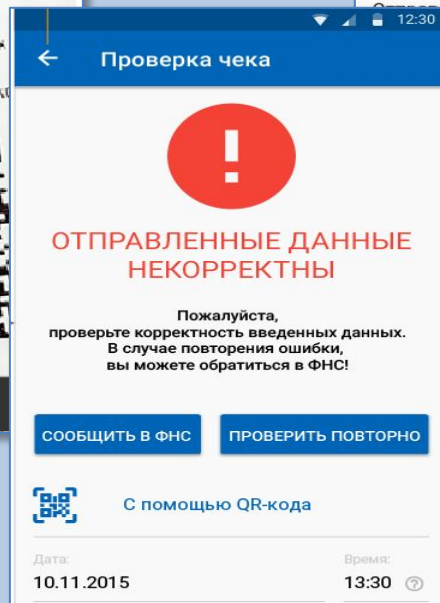 12:30
Проверка чека
ОТПРАВЛЕННЫЕ ДАННЫЕ
НЕКОРРЕКТНЫ
Пожалуйста,
проверьте корректность введенных данных.
В случае повторения ошибки,
вы можете обратиться в ФНС!
СООБЩИТЬ В ФНС
ПРОВЕРИТЬ ПОВТОРНО
С помощью QR-кода
Дата:
Время:
10.11.2015
13:30